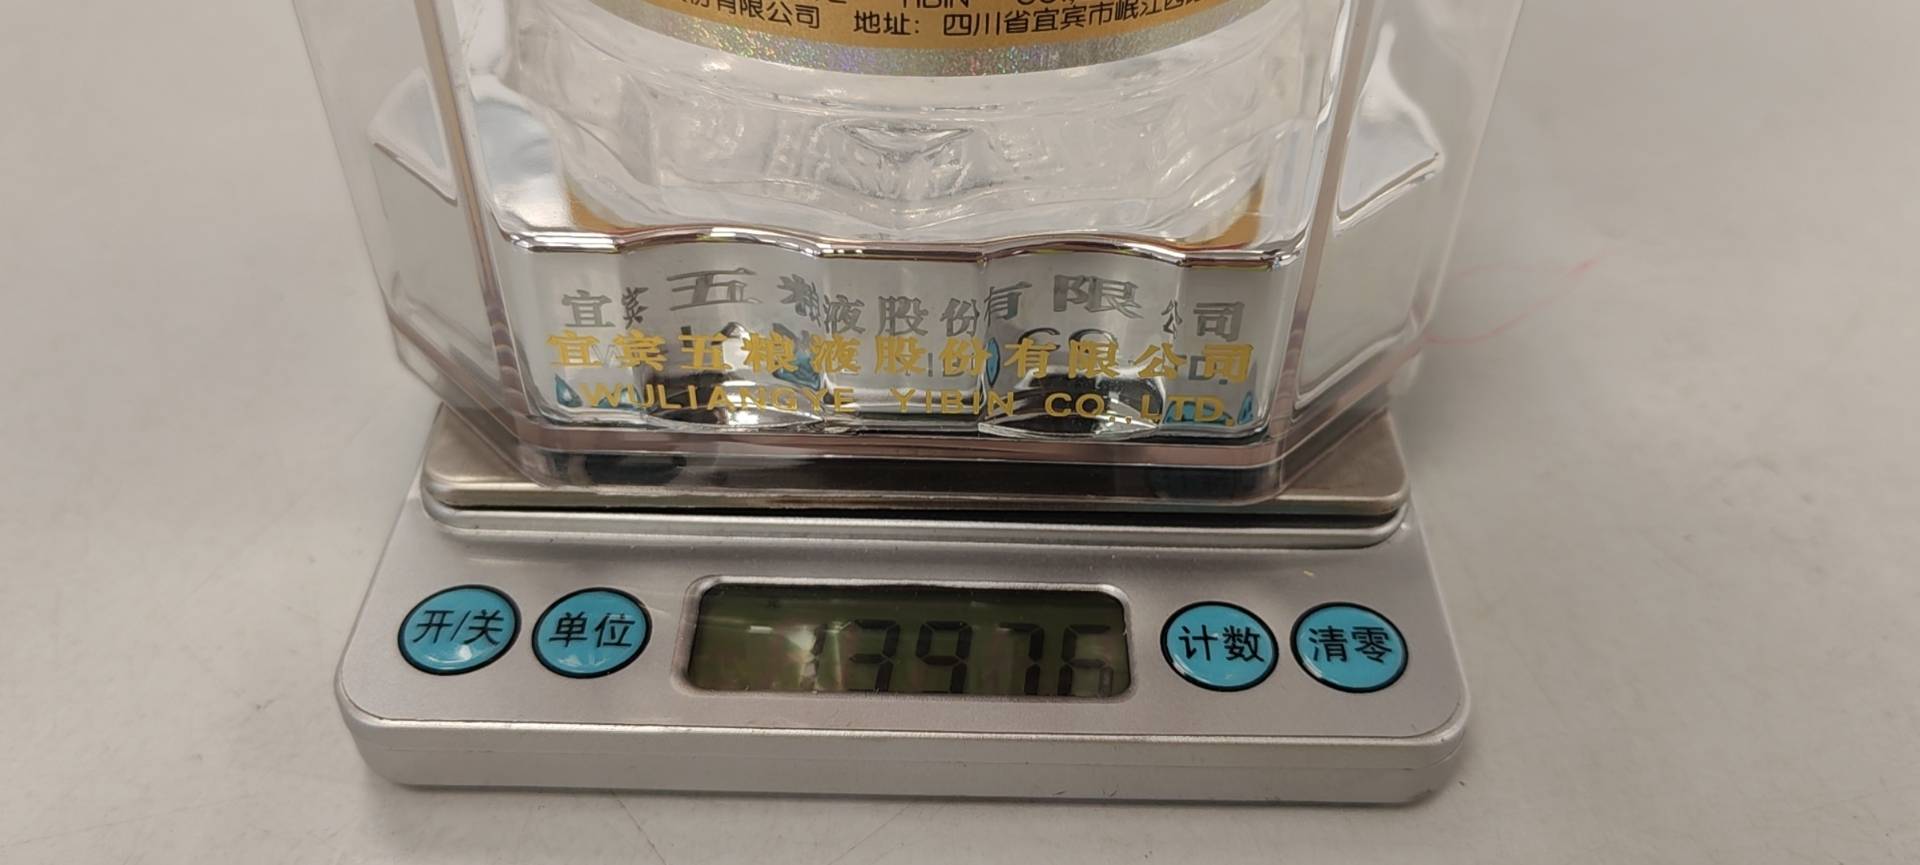 YIBIN
份有限公司 地址：四川省宜宾市岷江西
宜宾五粮液股份有限公司
宜宾五粮液股份有限公司
WULIANGYE YIBIN CO.,LTD.
开/关 单位 13976 计数 清零